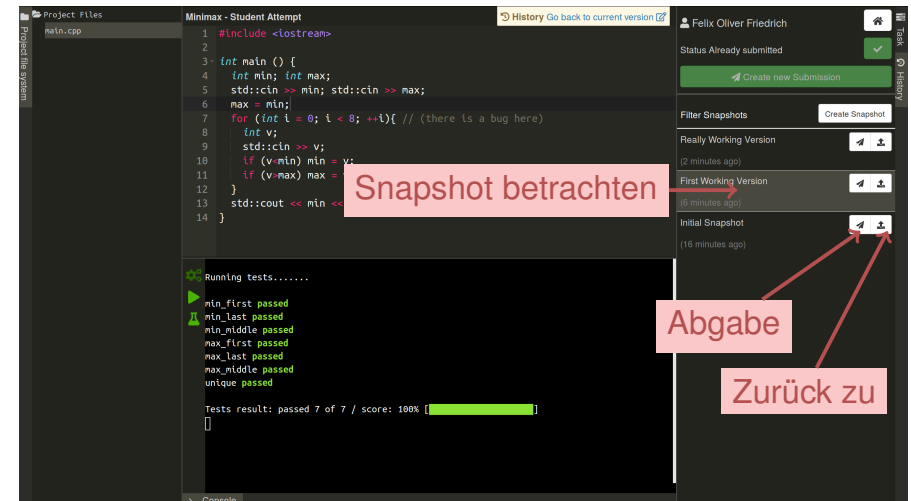 Project Files
main.cpp
Project file system
Minimax - Student Attempt
History Go back to current version
1 #include <iostream>
2
3 int main () {
4 int min; int max;
5 std::cin >> min; std::cin >> max;
6 max = min;
7 for (int i = 0; i < 8; ++i){ // (there is a bug here)
8 int v;
9 std::cin >> v;
10 if (v<min) min = v;
11 if (v>max) max =
12 }
13 std::cout << min <<
14 }
Running tests.......
min_first passed
min_last passed
min_middle passed
max_first passed
max_last passed
max_middle passed
unique passed
Tests result: passed 7 of 7 / score: 100% [ ]
Console
Felix Oliver Friedrich
Status Already submitted
Create new Submission
Filter Snapshots
Create Snapshot
Really Working Version
(2 minutes ago)
First Working Version
(6 minutes ago)
Initial Snapshot
(16 minutes ago)
Task
History
Snapshot betrachten
Abgabe
Zurück zu